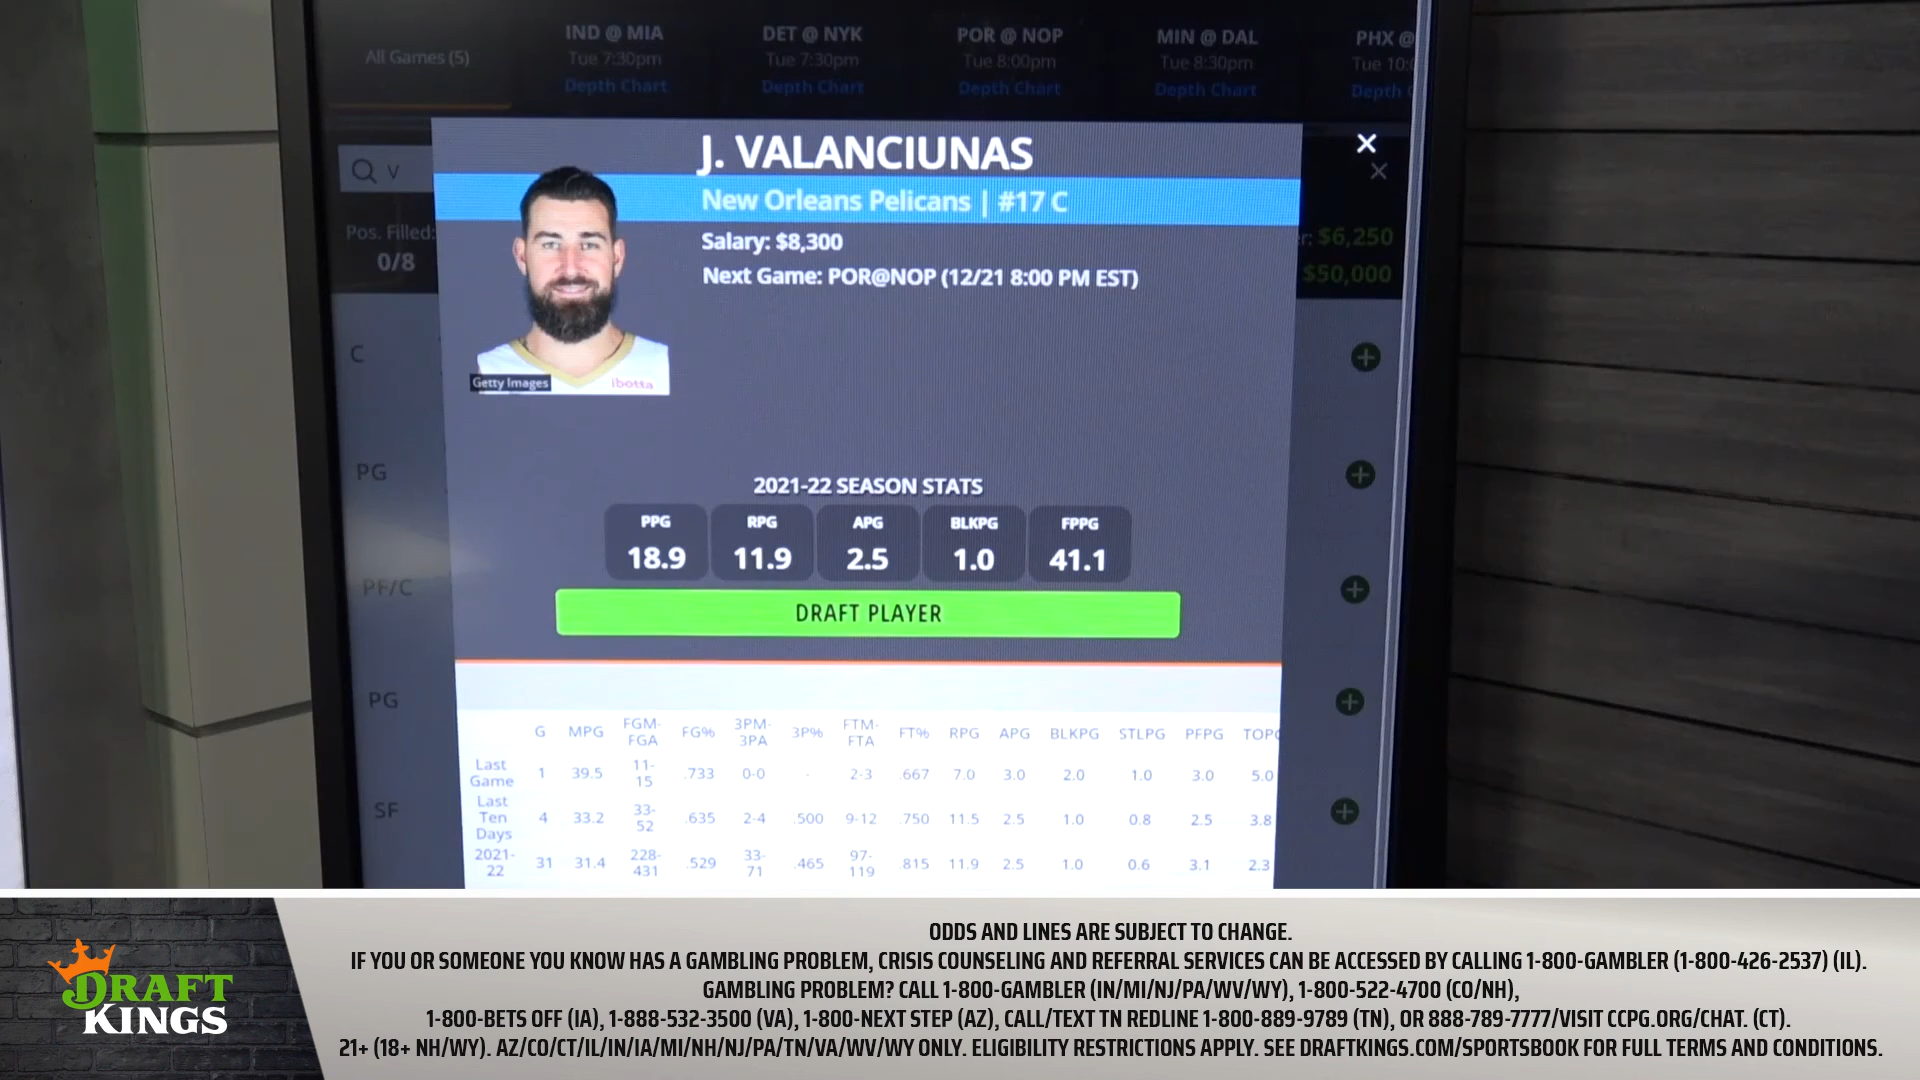 All Games (5)
IND @ MIA
Tue 7:30pm
Depth Chart
DET @ NYK
Tue 7:30pm
Depth Chart
POR @ NOP
Tue 8:00pm
Depth Chart
MIN @ DAL
Tue 8:30pm
Depth Chart
PHX @
Tue 10:
Depth
V
Pos. Filled:
0/8
r: $6,250
$50,000
C
PG
PF/C
PG
SF
J. VALANCIUNAS
New Orleans Pelicans | #17 C
Salary: $8,300
Next Game: POR@NOP (12/21 8:00 PM EST)
Getty Images
ibotta
2021-22 SEASON STATS
PPG RPG APG BLKPG FPPG
18.9 11.9 2.5 1.0 41.1
DRAFT PLAYER
G MPG FGM-FGA FG% 3PM-3PA 3P% FTM-FTA FT% RPG APG BLKPG STLPG PFPG TOPG
Last Game 1 39.5 11-15 .733 0-0 - 2-3 .667 7.0 3.0 2.0 1.0 3.0 5.0
Last Ten Days 4 33.2 33-52 .635 2-4 .500 9-12 .750 11.5 2.5 1.0 0.8 2.5 3.8
2021-22 31 31.4 228-431 .529 33-71 .465 97-119 .815 11.9 2.5 1.0 0.6 3.1 2.3
DRAFT
KINGS
ODDS AND LINES ARE SUBJECT TO CHANGE.
IF YOU OR SOMEONE YOU KNOW HAS A GAMBLING PROBLEM, CRISIS COUNSELING AND REFERRAL SERVICES CAN BE ACCESSED BY CALLING 1-800-GAMBLER (1-800-426-2537) (IL).
GAMBLING PROBLEM? CALL 1-800-GAMBLER (IN/MI/NJ/PA/WV/WY), 1-800-522-4700 (CO/NH),
1-800-BETS OFF (IA), 1-888-532-3500 (VA), 1-800-NEXT STEP (AZ), CALL/TEXT TN REDLINE 1-800-889-9789 (TN), OR 888-789-7777/VISIT CCPG.ORG/CHAT. (CT).
21+ (18+ NH/WY). AZ/CO/CT/IL/IN/IA/MI/NH/NJ/PA/TN/VA/WV/WY ONLY. ELIGIBILITY RESTRICTIONS APPLY. SEE DRAFTKINGS.COM/SPORTSBOOK FOR FULL TERMS AND CONDITIONS.